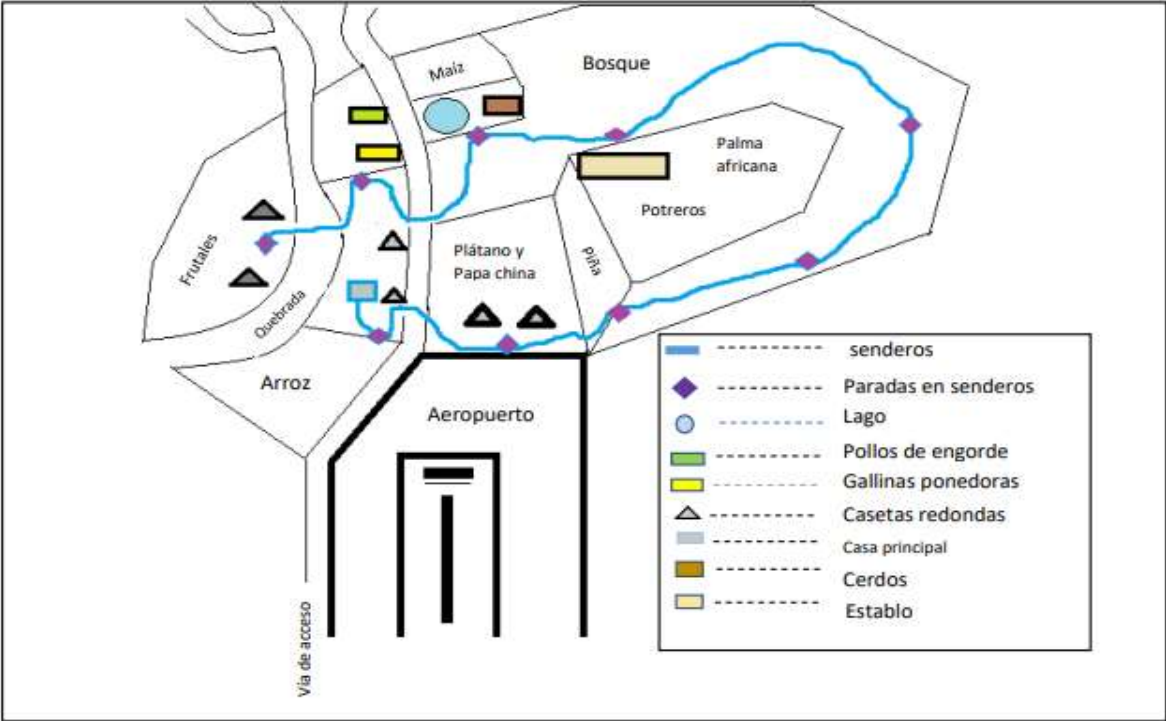 Maíz
Bosque
Palma
africana
Potreros
Frutales
Plátano y
Papa china
Piña
Quebrada
Arroz
Aeropuerto
Vía de acceso
senderos
Paradas en senderos
Lago
Pollos de engorde
Gallinas ponedoras
Casetas redondas
Casa principal
Cerdos
Establo